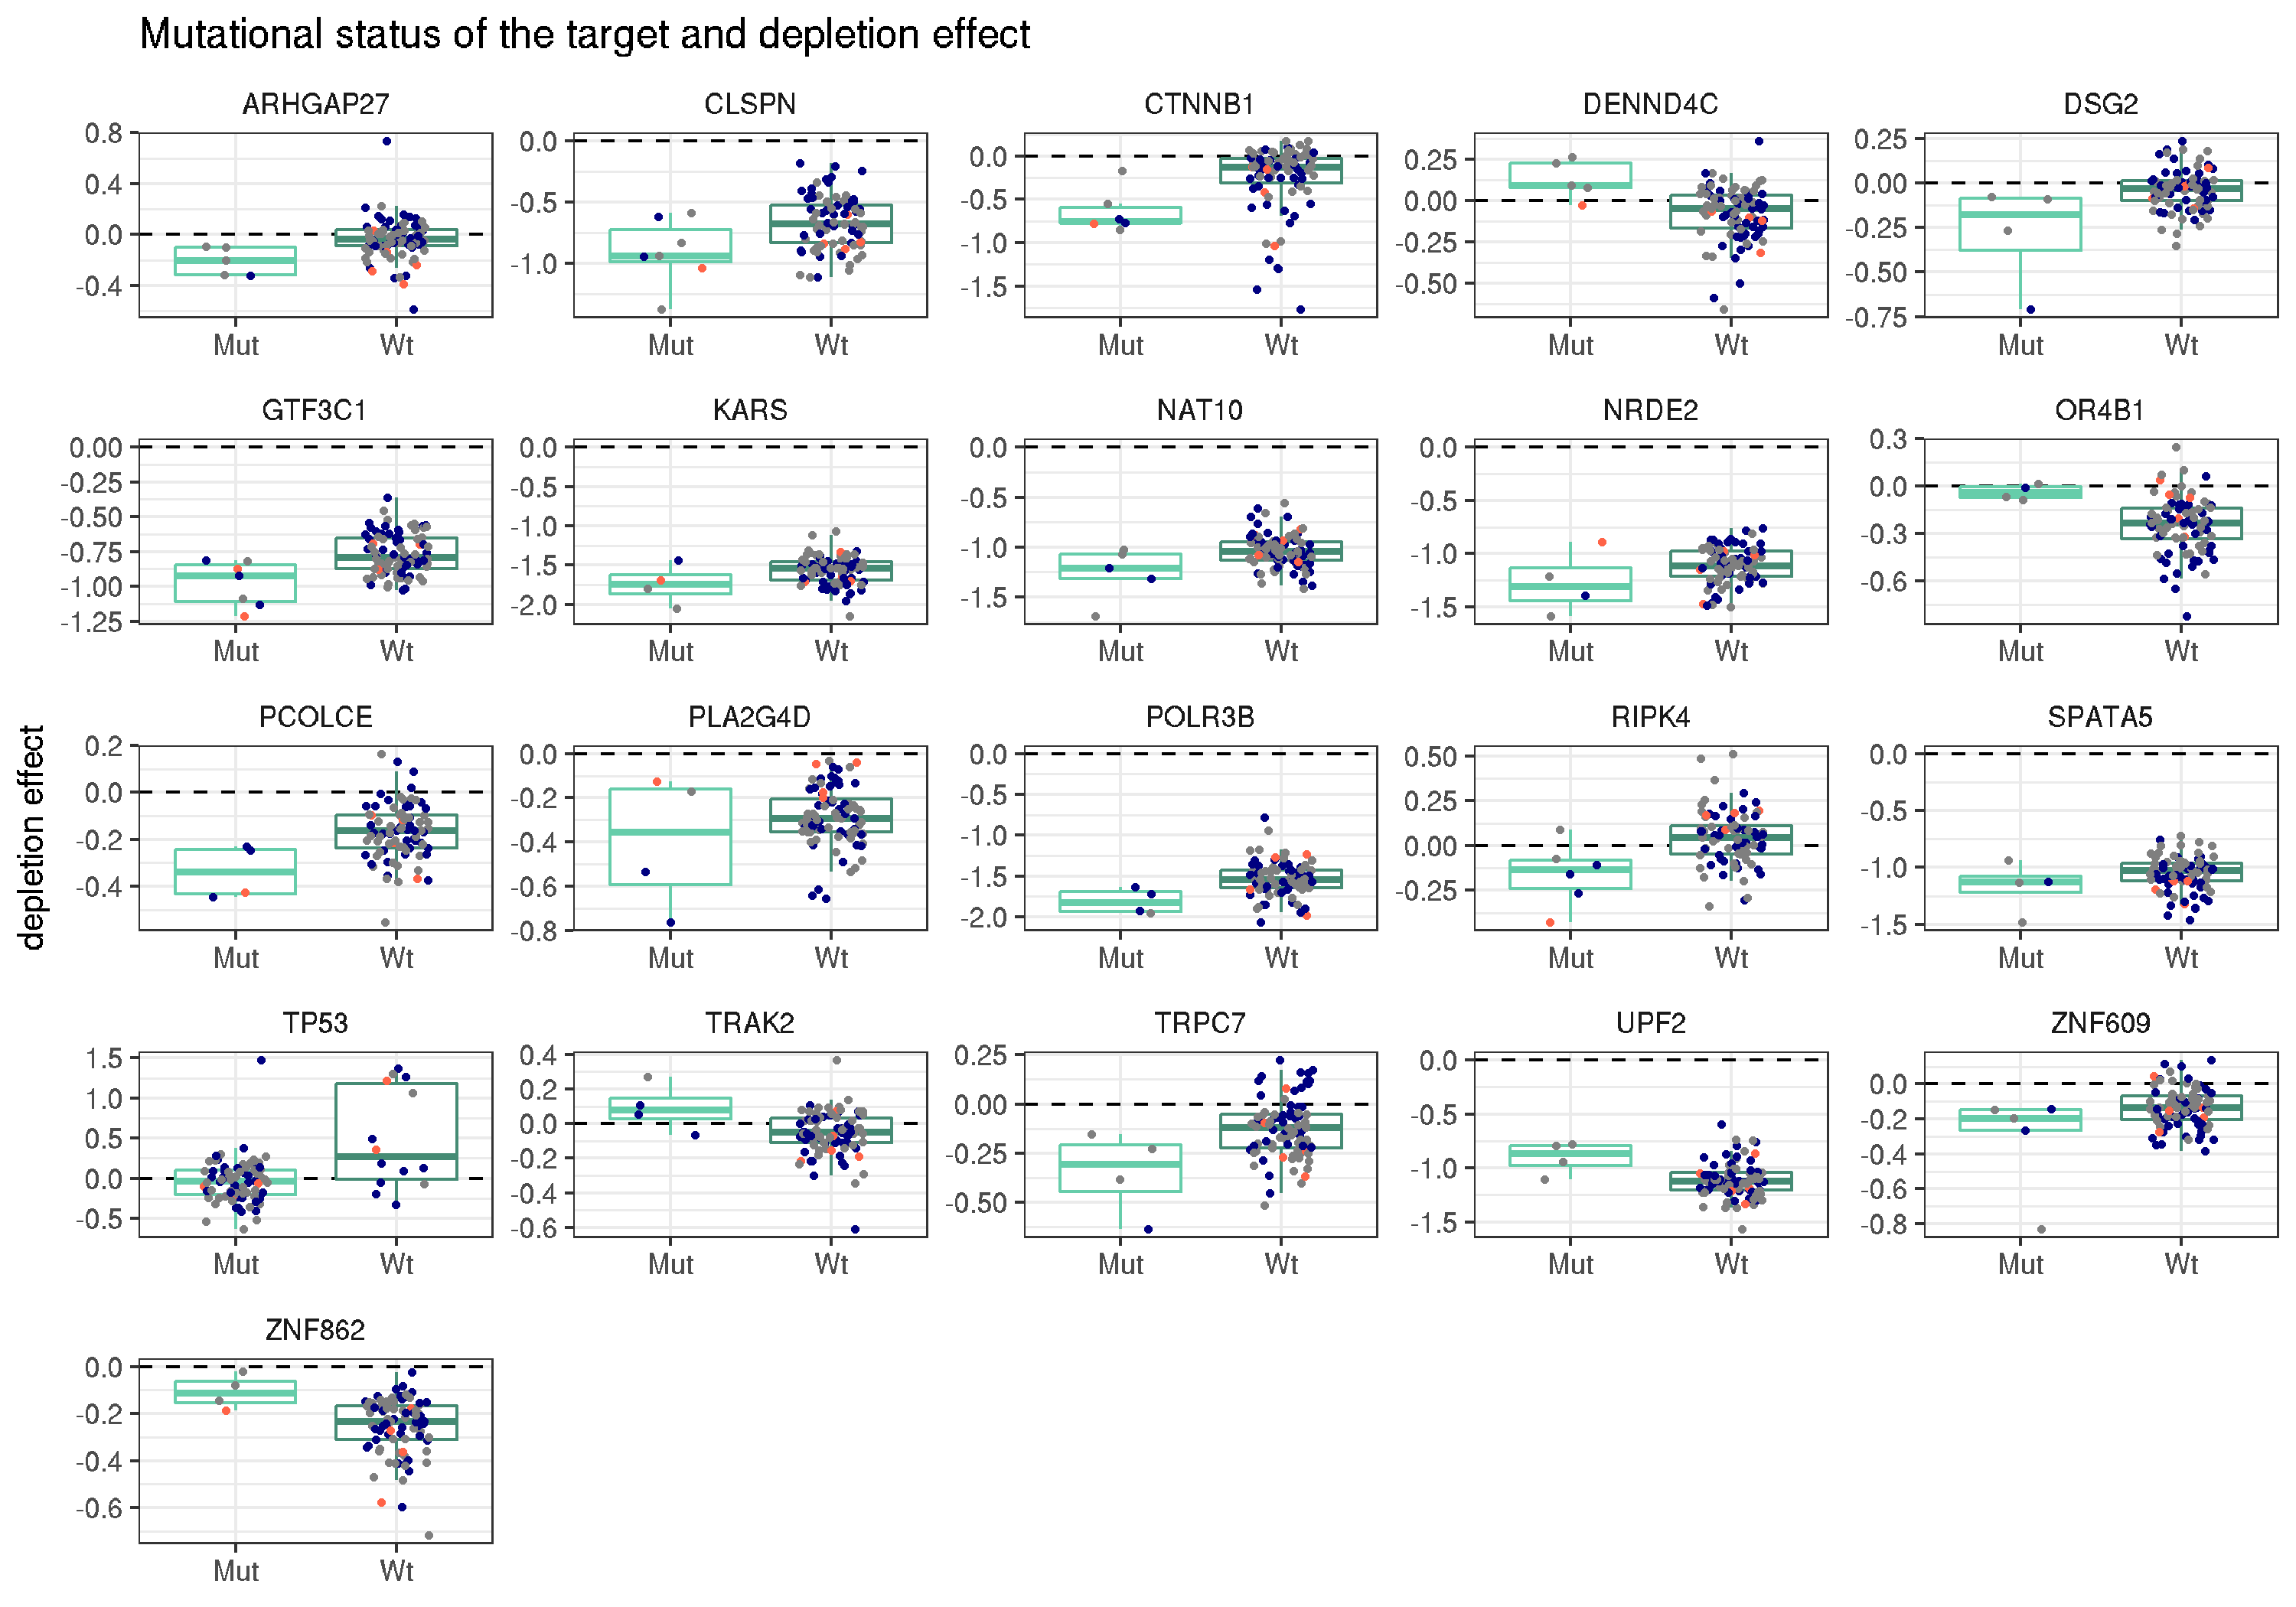 Mutational status of the target and depletion effect
depletion effect
ARHGAP27
0.8
0.4
0.0
-0.4
Mut Wt
CLSPN
0.0
-0.5
-1.0
Mut Wt
CTNNB1
0.0
-0.5
-1.0
-1.5
Mut Wt
DENND4C
0.25
0.00
-0.25
-0.50
Mut Wt
DSG2
0.25
0.00
-0.25
-0.50
-0.75
Mut Wt
GTF3C1
0.00
-0.25
-0.50
-0.75
-1.00
-1.25
Mut Wt
KARS
0.0
-0.5
-1.0
-1.5
-2.0
Mut Wt
NAT10
0.0
-0.5
-1.0
-1.5
Mut Wt
NRDE2
0.0
-0.5
-1.0
-1.5
Mut Wt
OR4B1
0.3
0.0
-0.3
-0.6
Mut Wt
PCOLCE
0.2
0.0
-0.2
-0.4
Mut Wt
PLA2G4D
0.0
-0.2
-0.4
-0.6
-0.8
Mut Wt
POLR3B
0.0
-0.5
-1.0
-1.5
-2.0
Mut Wt
RIPK4
0.50
0.25
0.00
-0.25
Mut Wt
SPATA5
0.0
-0.5
-1.0
-1.5
Mut Wt
TP53
1.5
1.0
0.5
0.0
-0.5
Mut Wt
TRAK2
0.4
0.2
0.0
-0.2
-0.4
-0.6
Mut Wt
TRPC7
0.25
0.00
-0.25
-0.50
Mut Wt
UPF2
0.0
-0.5
-1.0
-1.5
Mut Wt
ZNF609
0.0
-0.2
-0.4
-0.6
-0.8
Mut Wt
ZNF862
0.0
-0.2
-0.4
-0.6
Mut Wt